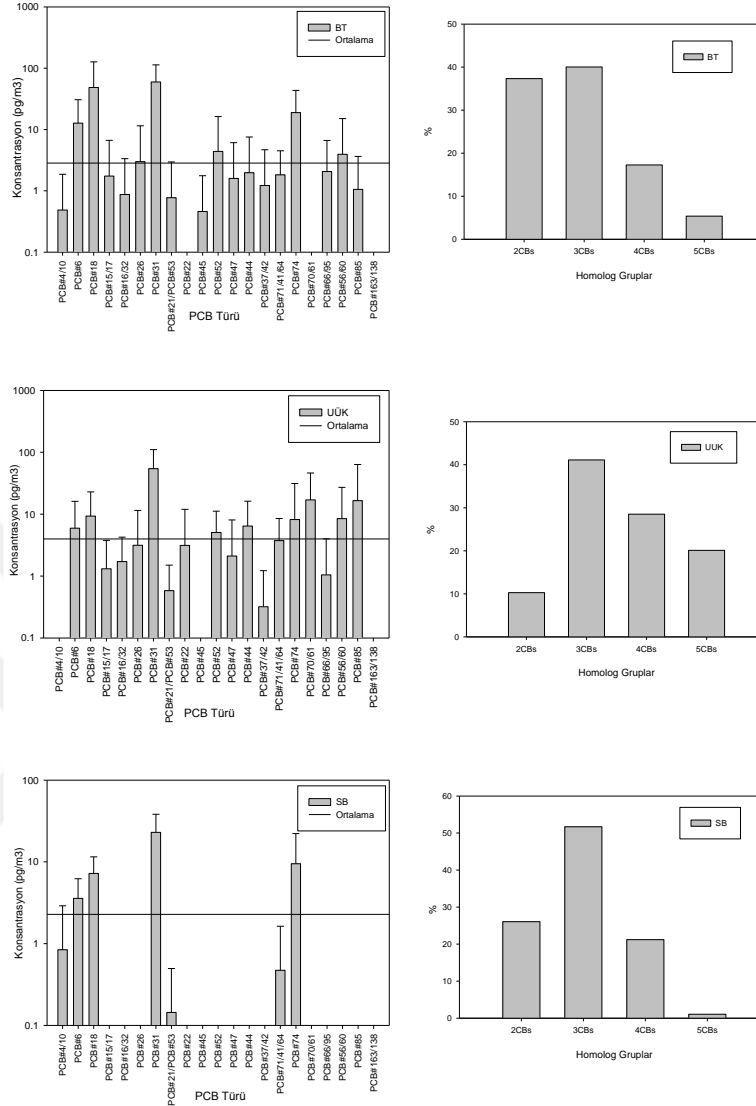 1000
100
10
1
0.1
Konsantrasyon (pg/m3)
BT
Ortalama
PCB#4/10
PCB#6
PCB#18
PCB#15/17
PCB#16/32
PCB#26
PCB#31
PCB#21/PCB#53
PCB#22
PCB#45
PCB#52
PCB#47
PCB#44
PCB#37/42
PCB#71/41/64
PCB#74
PCB#70/61
PCB#66/95
PCB#56/60
PCB#85
PCB#163/138
PCB Türü
50
40
30
20
10
0
%
BT
2CBs
3CBs
4CBs
5CBs
Homolog Gruplar
1000
100
10
1
0.1
Konsantrasyon (pg/m3)
UÜK
Ortalama
PCB#4/10
PCB#6
PCB#18
PCB#15/17
PCB#16/32
PCB#26
PCB#31
PCB#21/PCB#53
PCB#22
PCB#45
PCB#52
PCB#47
PCB#44
PCB#37/42
PCB#71/41/64
PCB#74
PCB#70/61
PCB#66/95
PCB#56/60
PCB#85
PCB#163/138
PCB Türü
50
40
30
20
10
0
%
UUK
2CBs
3CBs
4CBs
5CBs
Homolog Gruplar
100
10
1
0.1
Konsantrasyon (pg/m3)
SB
Ortalama
PCB#4/10
PCB#6
PCB#18
PCB#15/17
PCB#16/32
PCB#26
PCB#31
PCB#21/PCB#53
PCB#22
PCB#45
PCB#52
PCB#47
PCB#44
PCB#37/42
PCB#71/41/64
PCB#74
PCB#70/61
PCB#66/95
PCB#56/60
PCB#85
PCB#163/138
PCB Türü
60
50
40
30
20
10
0
%
SB
2CBs
3CBs
4CBs
5CBs
Homolog Gruplar